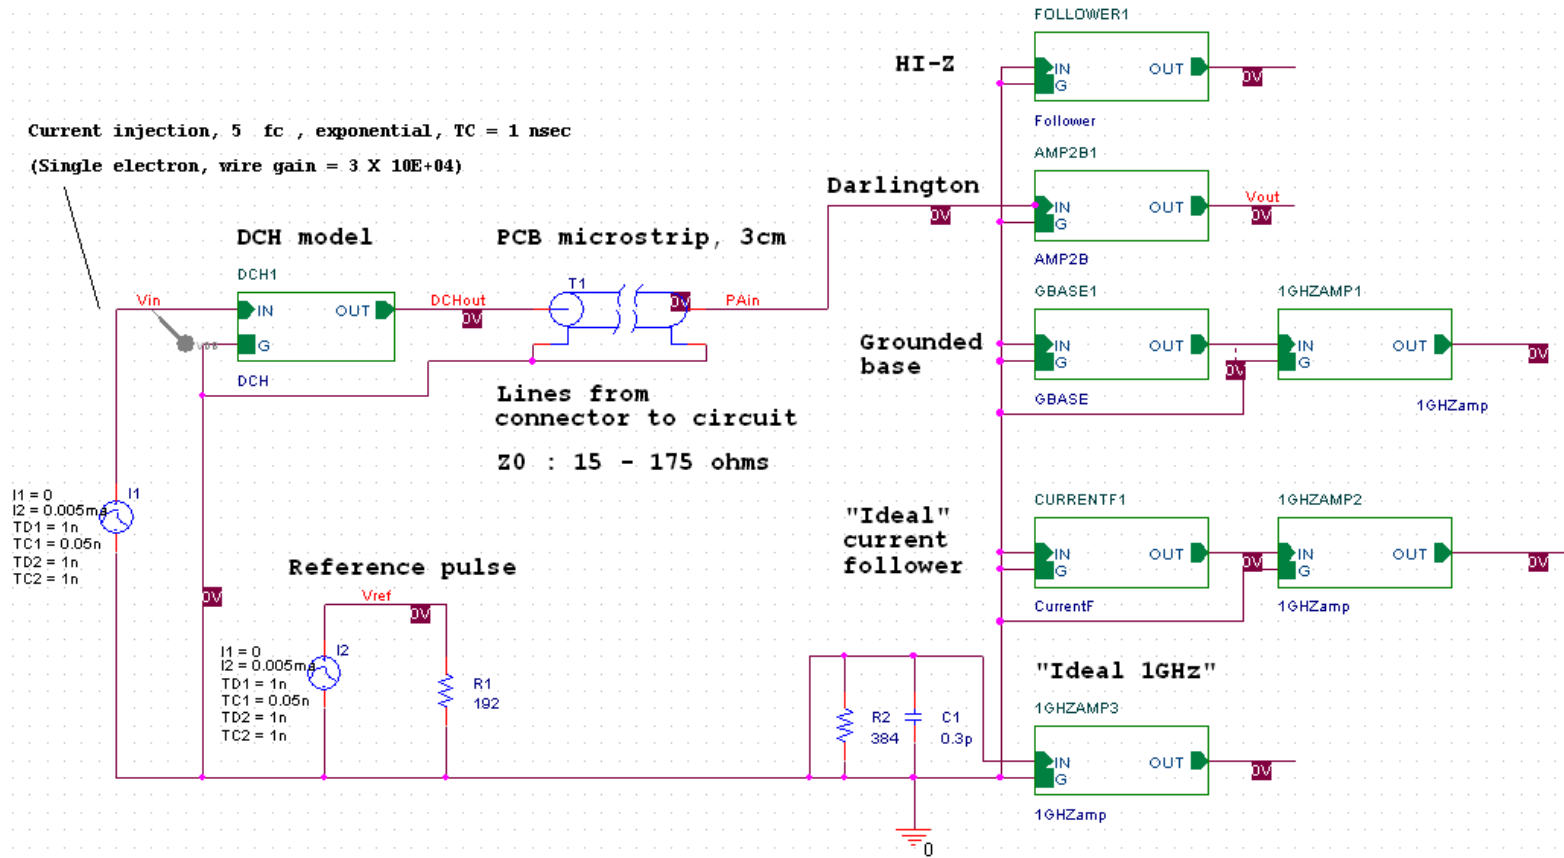 FOLLOWER1
HI-Z
IN
OUT
G
0V
Follower
Current injection, 5 fc , exponential, TC = 1 nsec
(Single electron, wire gain = 3 X 10E+04)
AMP2B1
Darlington
0V
IN
OUT
G
Vout
0V
AMP2B
DCH model
PCB microstrip, 3cm
DCH1
Vin
IN
OUT
G
DCH
DCHout
0V
T1
0V
PAin
Lines from
connector to circuit
Z0 : 15 - 175 ohms
Grounded
base
GBASE1
IN
OUT
G
GBASE
0V
1GHZAMP1
IN
OUT
G
0V
1GHZamp
"Ideal"
current
follower
CURRENTF1
IN
OUT
G
0V
CurrentF
1GHZAMP2
IN
OUT
G
0V
1GHZamp
I1 = 0
I2 = 0.005ma
TD1 = 1n
TC1 = 0.05n
TD2 = 1n
TC2 = 1n
I1
0V
Reference pulse
Vref
0V
I1 = 0
I2 = 0.005ma
TD1 = 1n
TC1 = 0.05n
TD2 = 1n
TC2 = 1n
I2
R1
192
R2
384
C1
0.3p
"Ideal 1GHz"
1GHZAMP3
IN
OUT
G
0V
1GHZamp
0